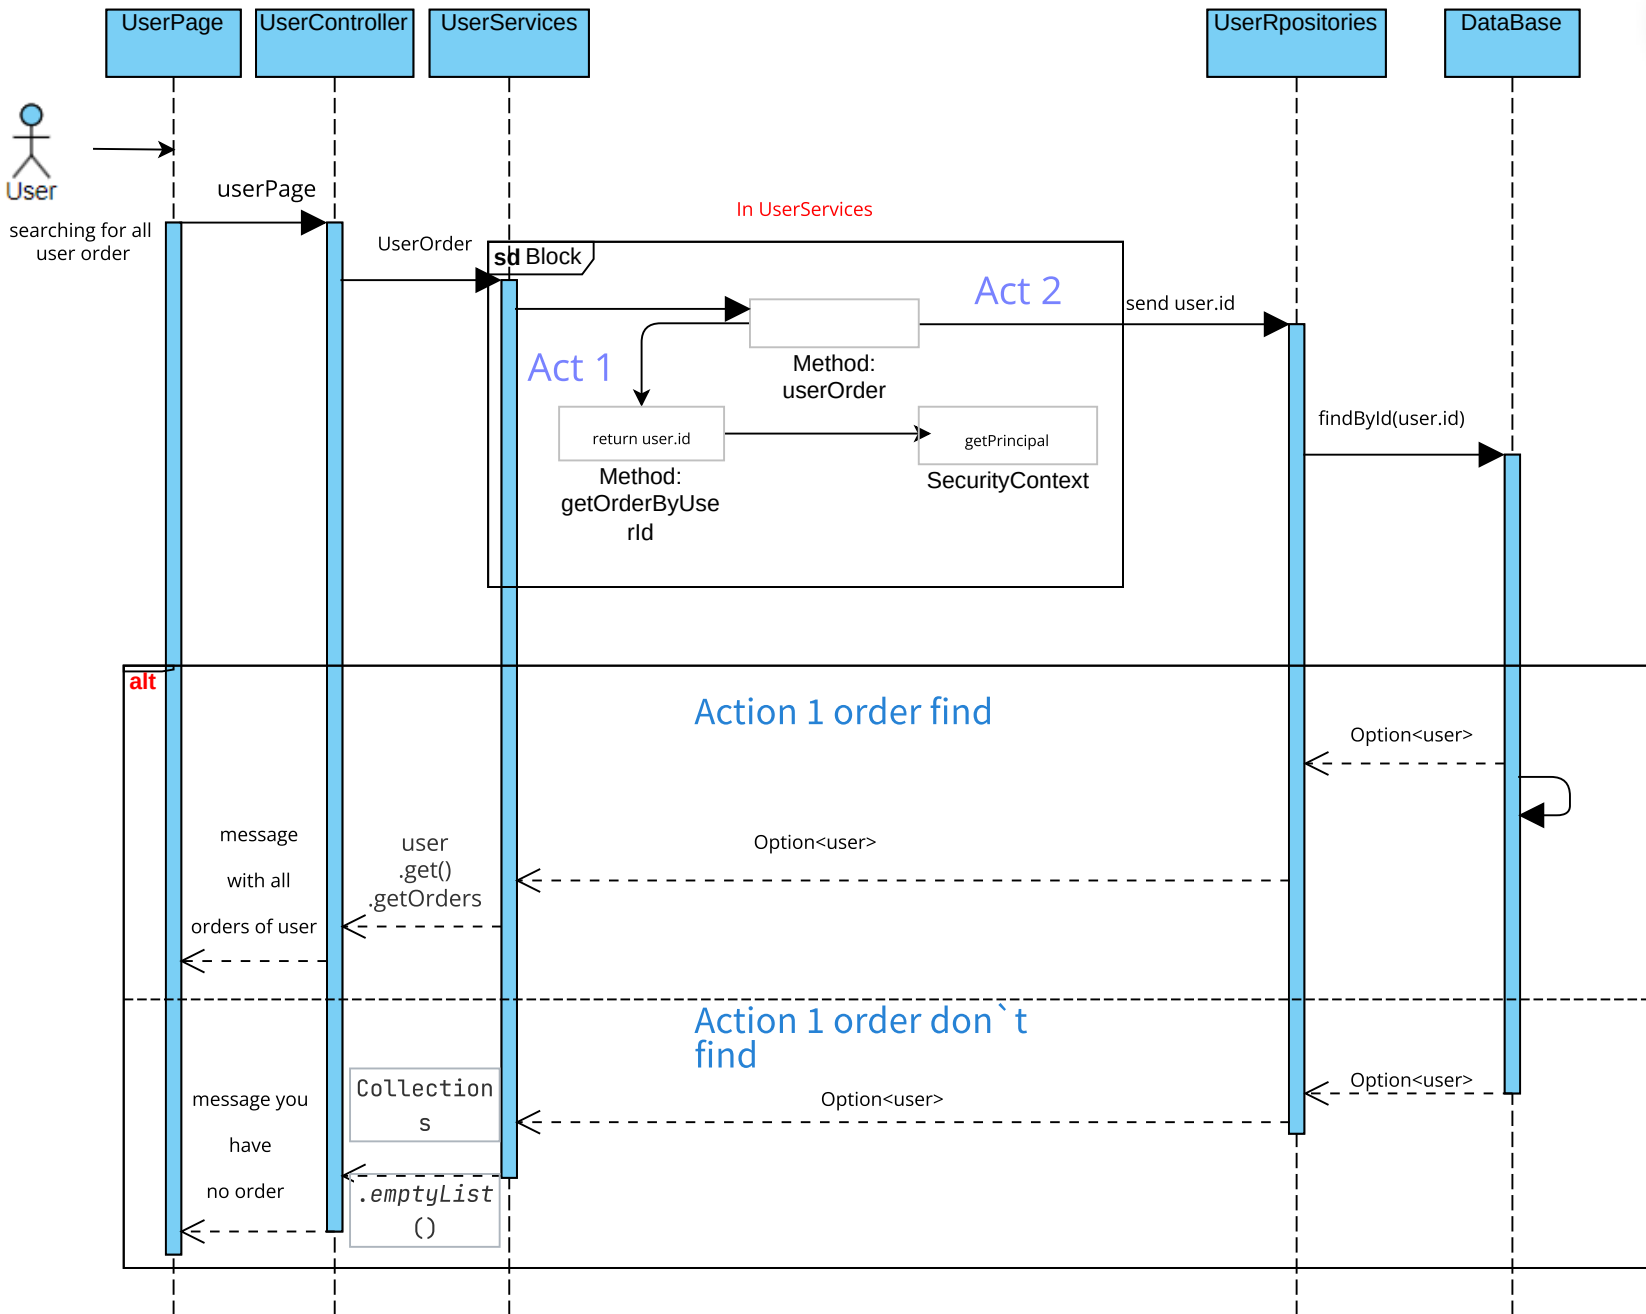 UserPage
UserController
UserServices
UserRpositories
DataBase
User
searching for all
user order
userPage
UserOrder
In UserServices
sd Block
Act 1
Act 2
send user.id
Method:
userOrder
return user.id
Method:
getOrderByUse
rId
getPrincipal
SecurityContext
findById(user.id)
alt
Action 1 order find
Option<user>
Option<user>
user
.get()
.getOrders
message
with all
orders of user
Action 1 order don`t
find
Option<user>
Option<user>
Collection
s
.emptyList
()
message you
have
no order